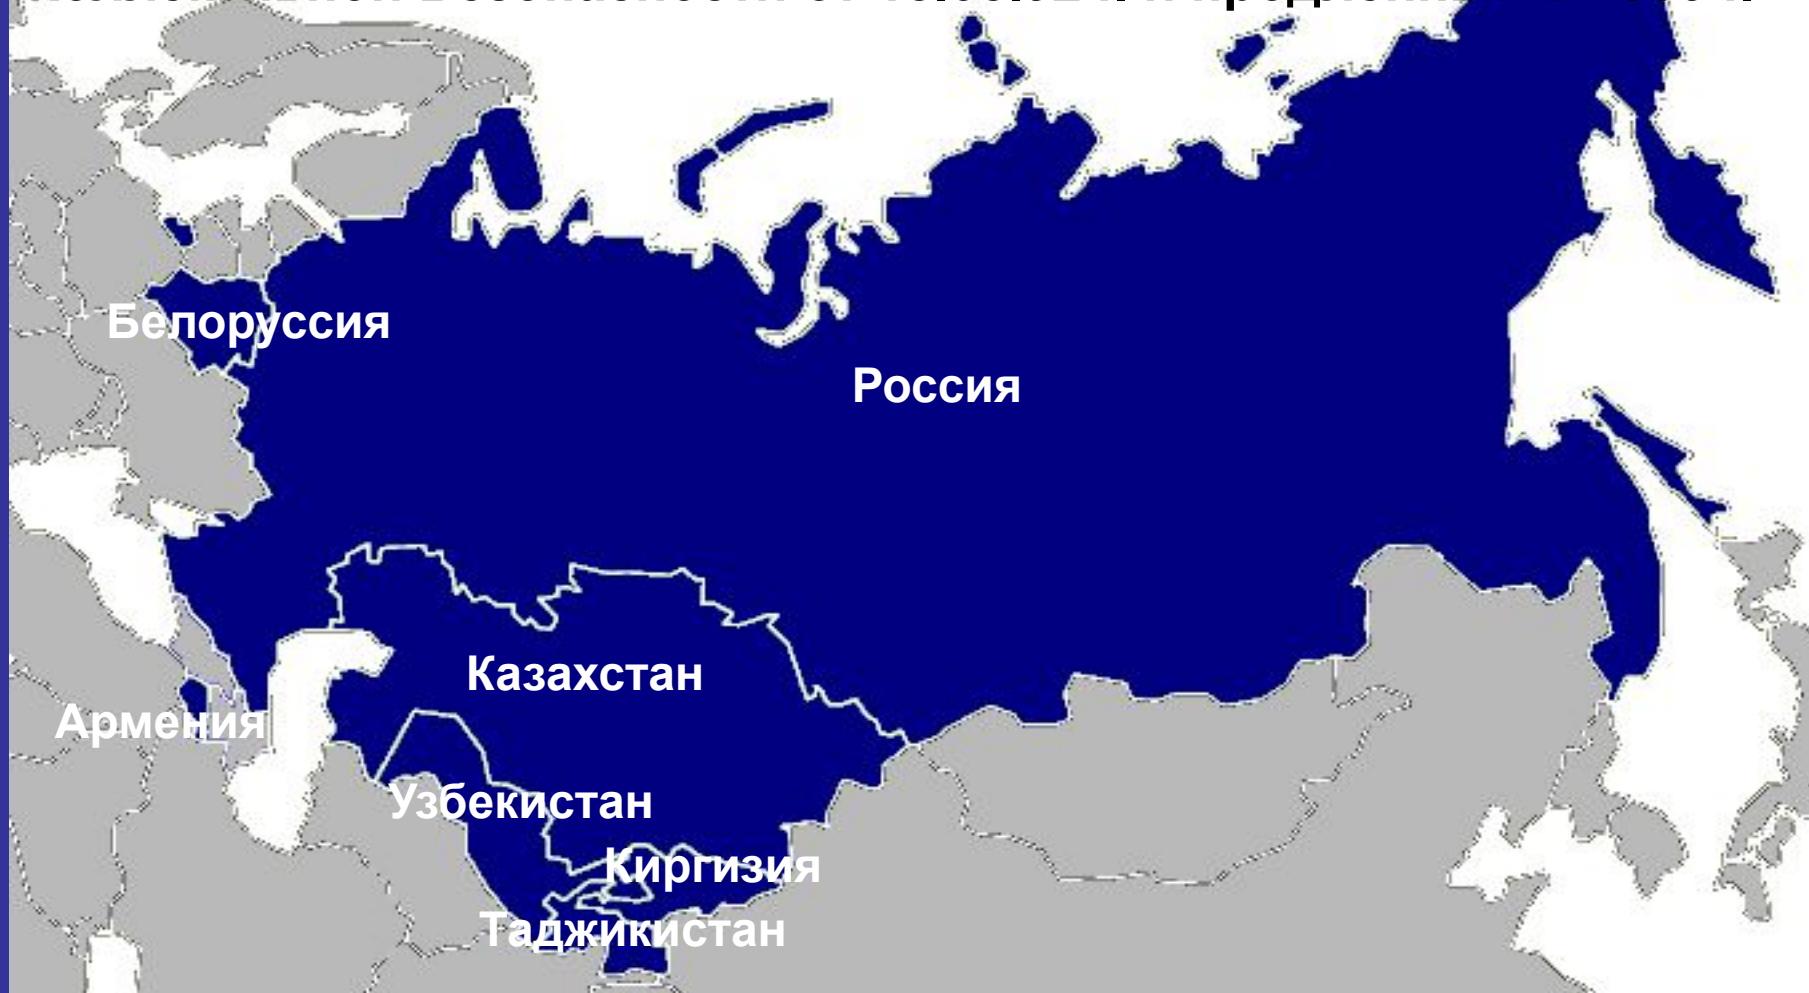 Белоруссия
Россия
Казахстан
Армения
Узбекистан
Киргизия
Таджикистан